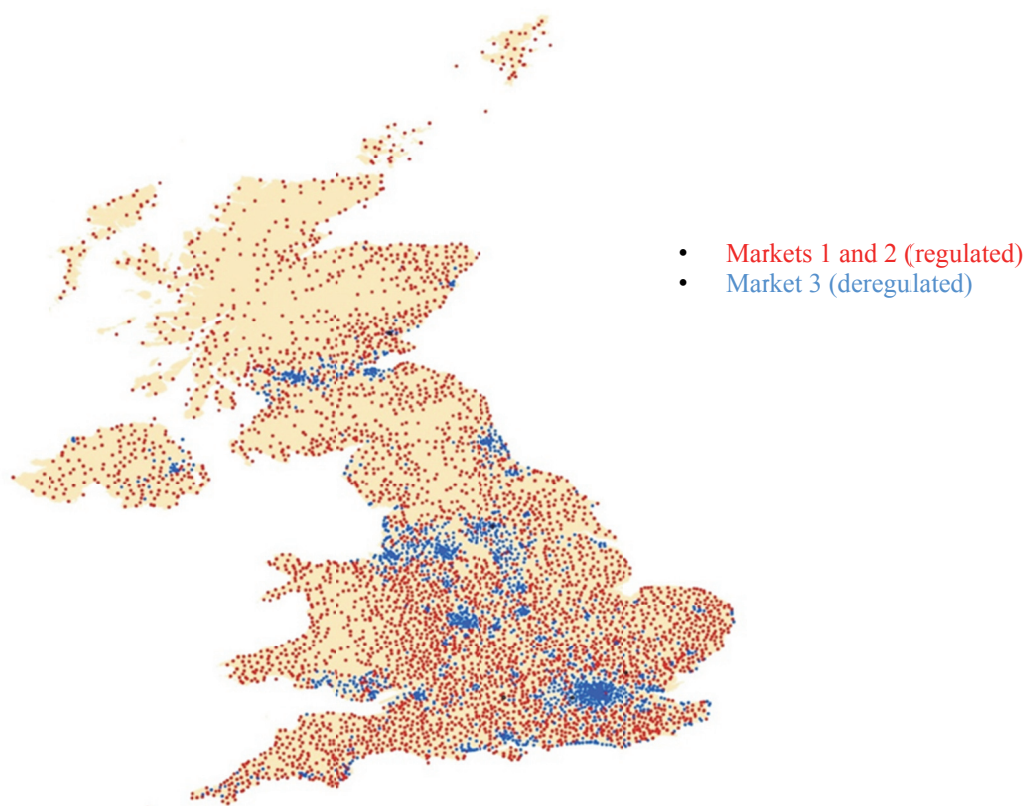 • Markets 1 and 2 (regulated)
• Market 3 (deregulated)